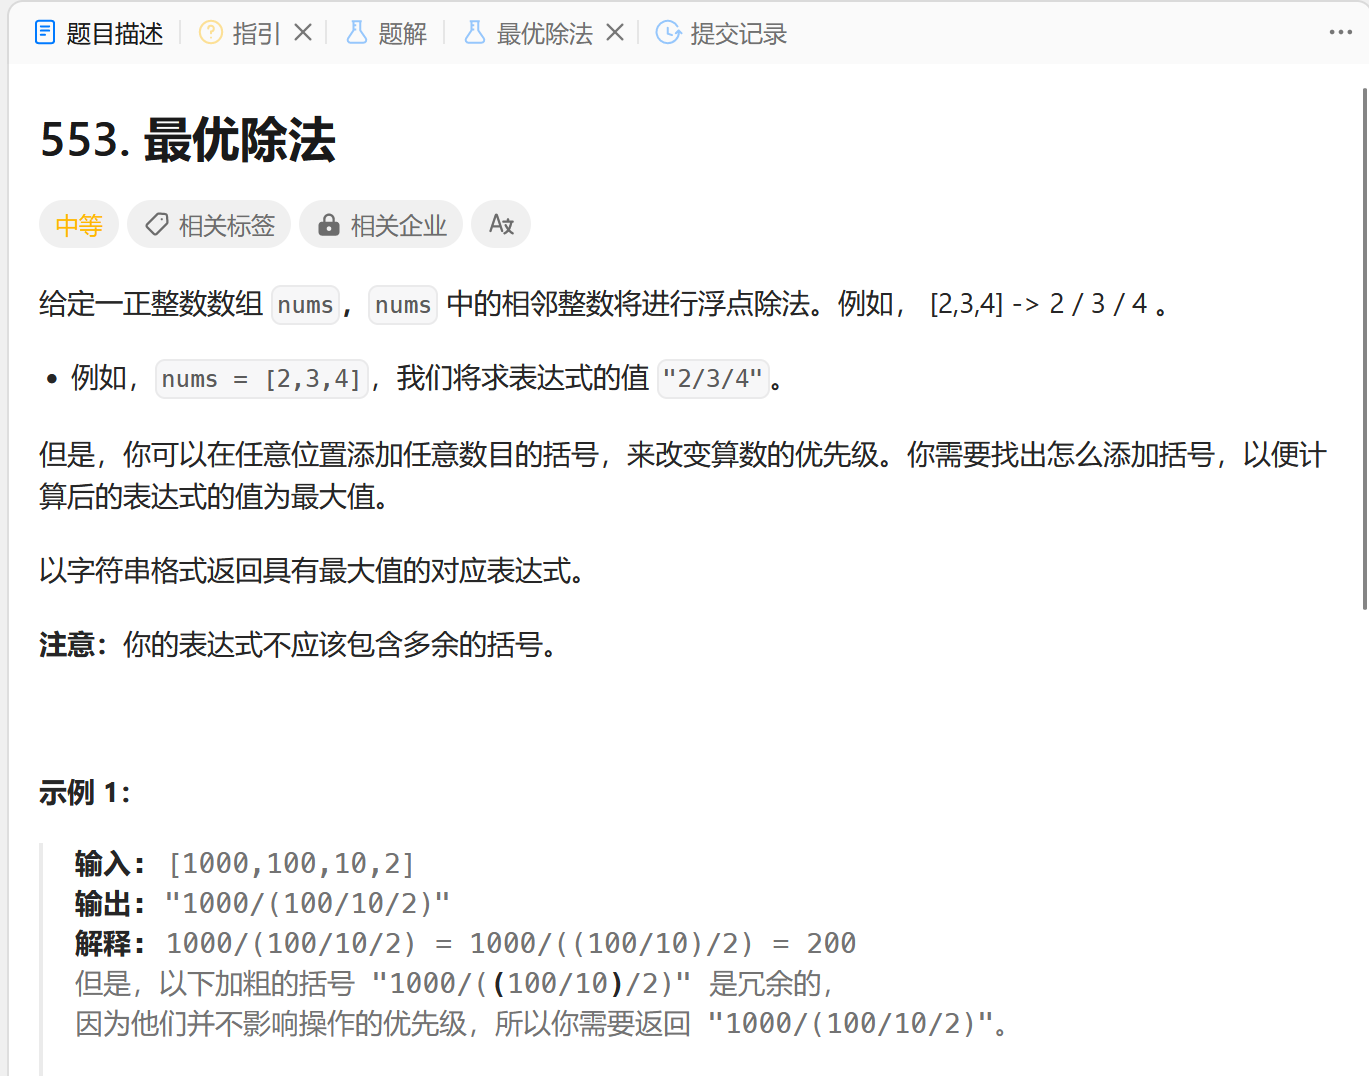 题目描述 指引 题解 最优除法 提交记录
553. 最优除法
中等 相关标签 相关企业
给定一正整数数组 nums，nums 中的相邻整数将进行浮点除法。例如， [2,3,4] -> 2 / 3 / 4 。
• 例如，nums = [2,3,4]，我们将求表达式的值 "2/3/4"。
但是，你可以在任意位置添加任意数目的括号，来改变算数的优先级。你需要找出怎么添加括号，以便计
算后的表达式的值为最大值。
以字符串格式返回具有最大值的对应表达式。
注意：你的表达式不应该包含多余的括号。
示例 1：
输入： [1000,100,10,2]
输出： "1000/(100/10/2)"
解释： 1000/(100/10/2) = 1000/((100/10)/2) = 200
但是，以下加粗的括号 "1000/((100/10)/2)" 是冗余的，
因为他们并不影响操作的优先级，所以你需要返回 "1000/(100/10/2)"。